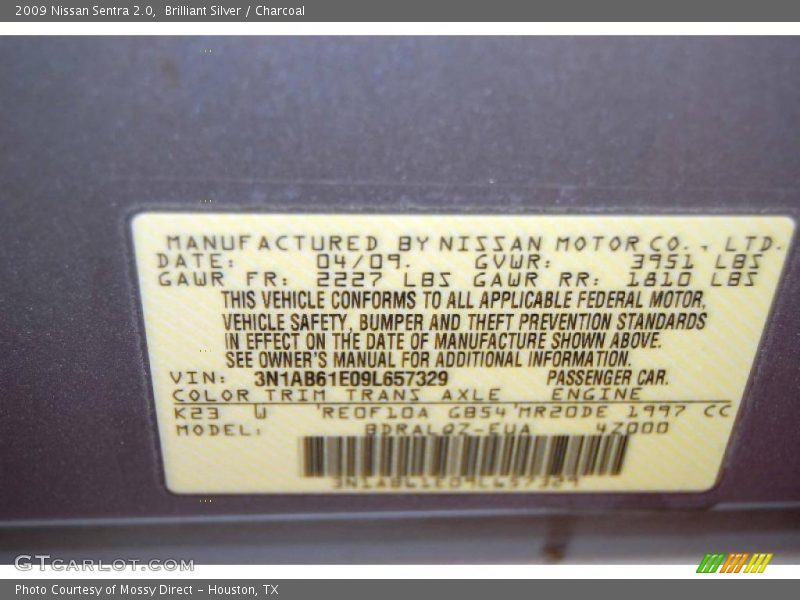 2009 Nissan Sentra 2.0, Brilliant Silver / Charcoal
MANUFACTURED BY NISSAN MOTOR CO., LTD.
DATE: 04/09. GVWR: 3951 LBS
GAWR FR: 2227 LBS GAWR RR: 1810 LBS
THIS VEHICLE CONFORMS TO ALL APPLICABLE FEDERAL MOTOR,
VEHICLE SAFETY, BUMPER AND THEFT PREVENTION STANDARDS
IN EFFECT ON THE DATE OF MANUFACTURE SHOWN ABOVE.
SEE OWNER'S MANUAL FOR ADDITIONAL INFORMATION.
VIN: 3N1AB61E09L657329 PASSENGER CAR.
COLOR TRIM TRANS AXLE ENGINE
K23 W RE0F10A GB54 MR20DE 1997 CC
MODEL: BDRALQZ-EUA 4Z000
3N1AB61E09L657329
GTCARLOT.COM
Photo Courtesy of Mossy Direct - Houston, TX